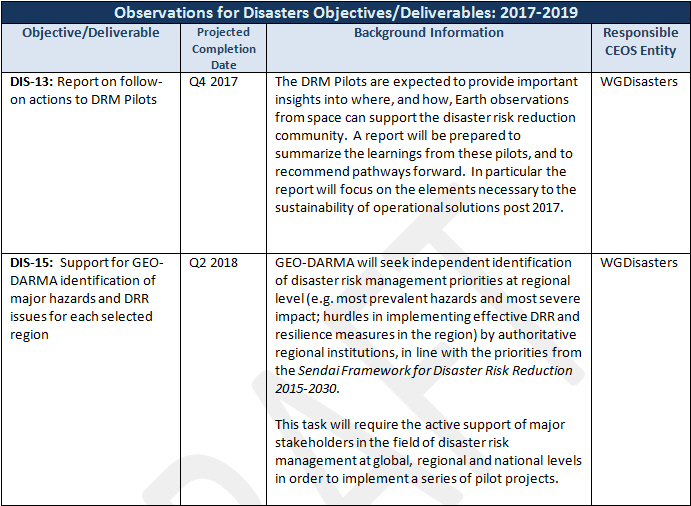 Observations for Disasters Objectives/Deliverables: 2017-2019
Objective/Deliverable
Projected
Completion
Date
Background Information
Responsible
CEOS Entity
DIS-13: Report on follow-
on actions to DRM Pilots
Q4 2017
The DRM Pilots are expected to provide important
insights into where, and how, Earth observations
from space can support the disaster risk reduction
community. A report will be prepared to
summarize the learnings from these pilots, and to
recommend pathways forward. In particular the
report will focus on the elements necessary to the
sustainability of operational solutions post 2017.
WGDisasters
DIS-15: Support for GEO-
DARMA identification of
major hazards and DRR
issues for each selected
region
Q2 2018
GEO-DARMA will seek independent identification
of disaster risk management priorities at regional
level (e.g. most prevalent hazards and most severe
impact; hurdles in implementing effective DRR and
resilience measures in the region) by authoritative
regional institutions, in line with the priorities from
the Sendai Framework for Disaster Risk Reduction
2015-2030.
This task will require the active support of major
stakeholders in the field of disaster risk
management at global, regional and national levels
in order to implement a series of pilot projects.
WGDisasters
DRAFT